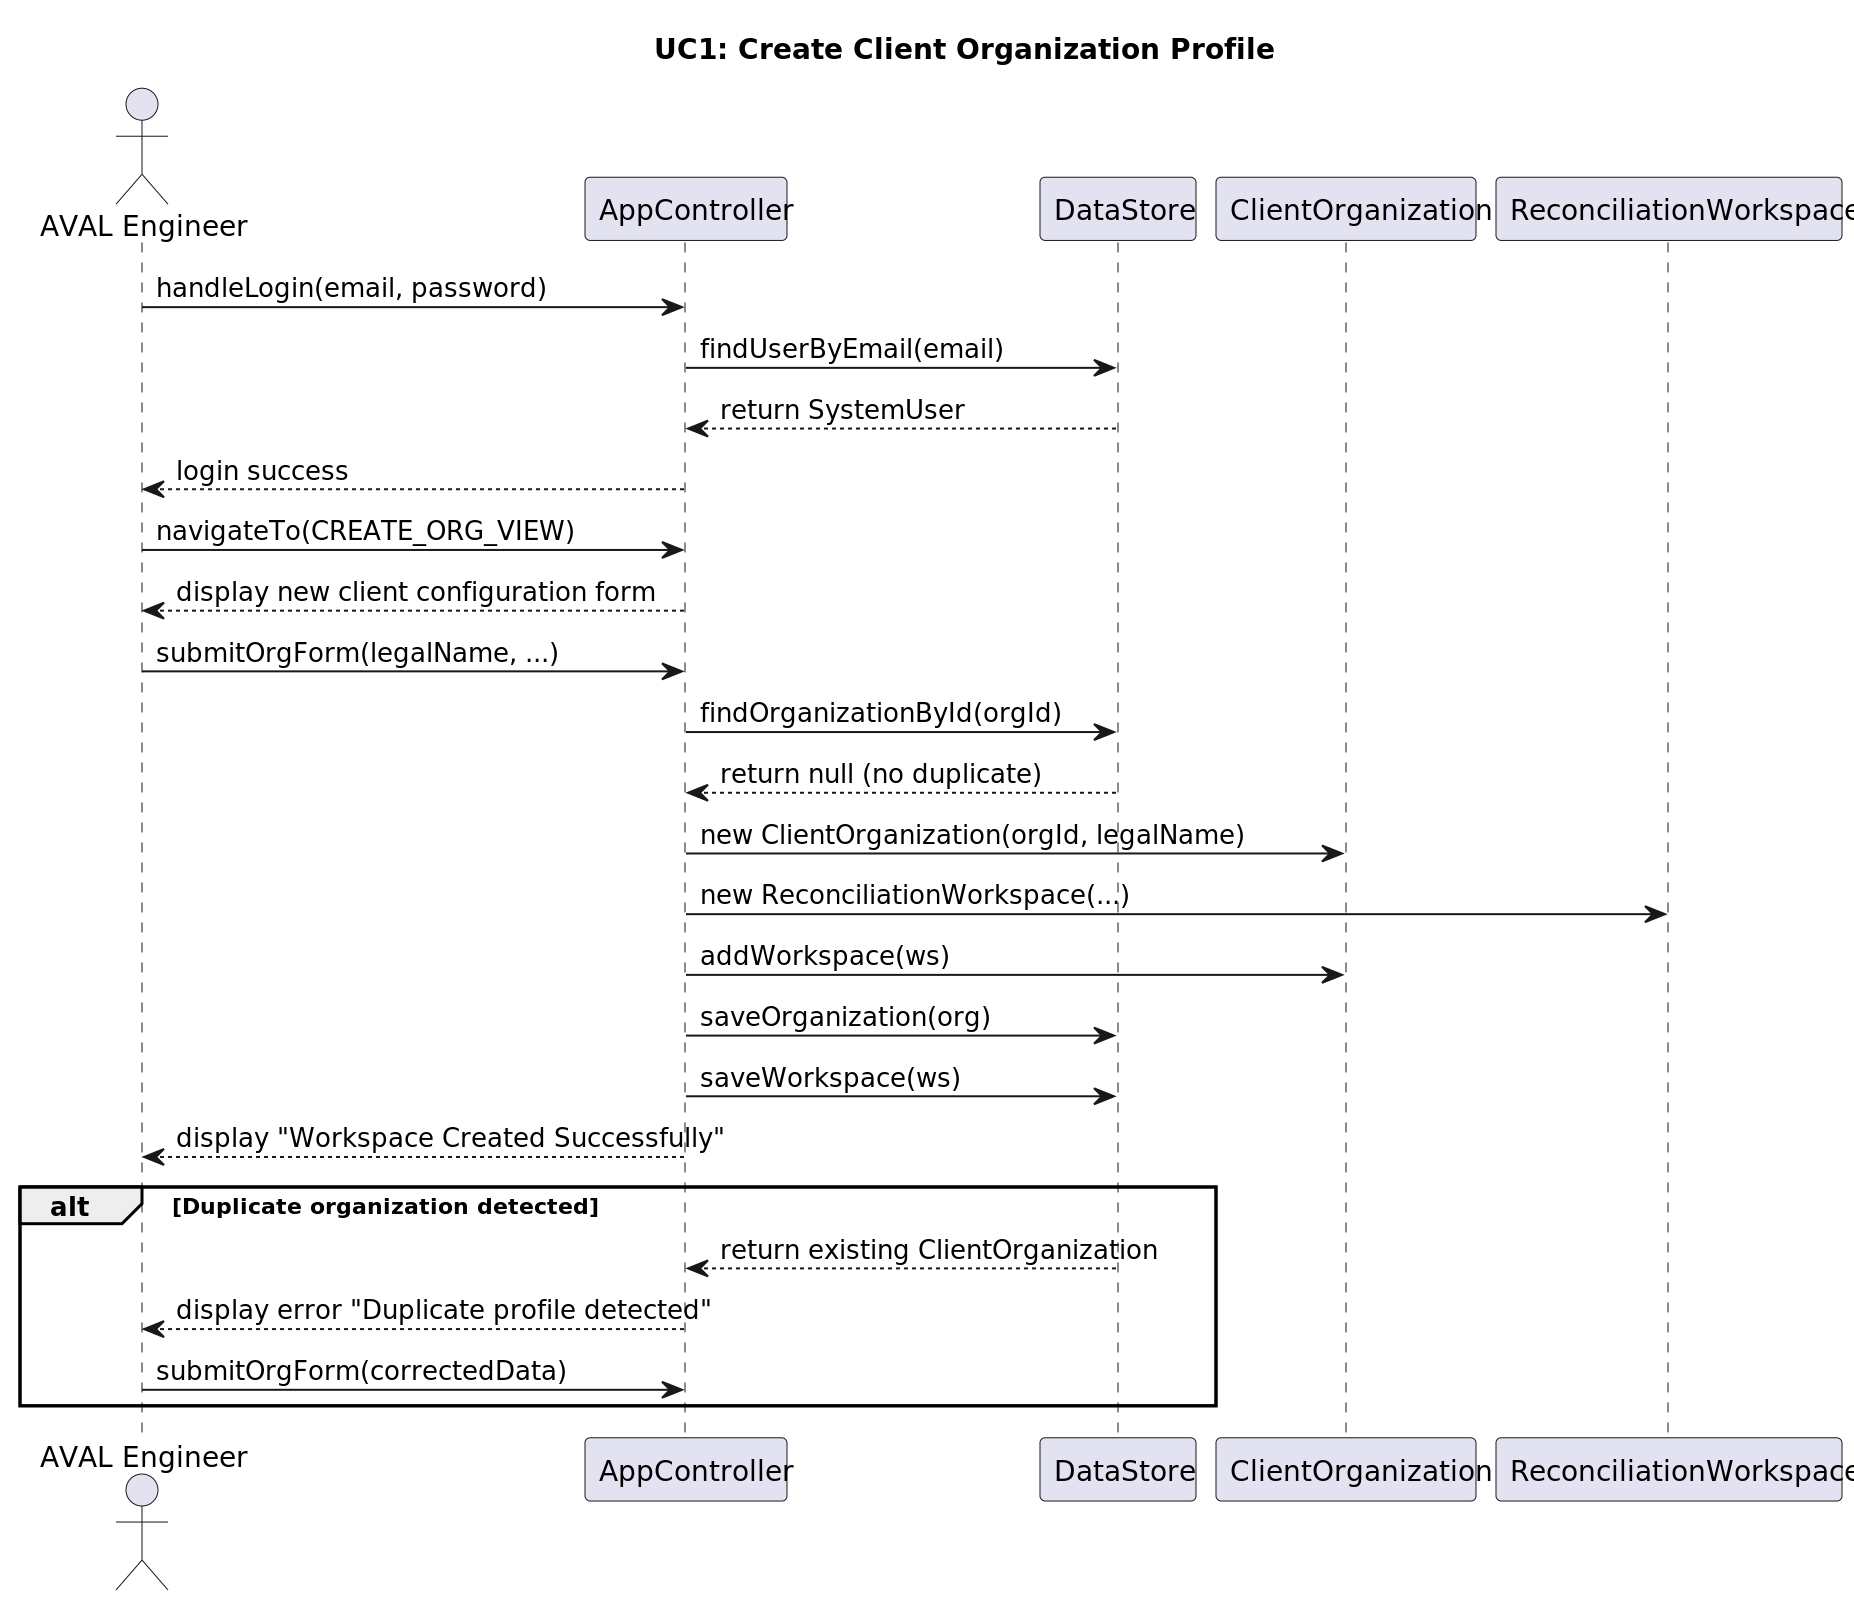 UC1: Create Client Organization Profile
AVAL Engineer
AppController
DataStore
ClientOrganization
ReconciliationWorkspace
handleLogin(email, password)
findUserByEmail(email)
return SystemUser
login success
navigateTo(CREATE_ORG_VIEW)
display new client configuration form
submitOrgForm(legalName, ...)
findOrganizationById(orgId)
return null (no duplicate)
new ClientOrganization(orgId, legalName)
new ReconciliationWorkspace(...)
addWorkspace(ws)
saveOrganization(org)
saveWorkspace(ws)
display "Workspace Created Successfully"
alt [Duplicate organization detected]
return existing ClientOrganization
display error "Duplicate profile detected"
submitOrgForm(correctedData)
AVAL Engineer
AppController
DataStore
ClientOrganization
ReconciliationWorkspace